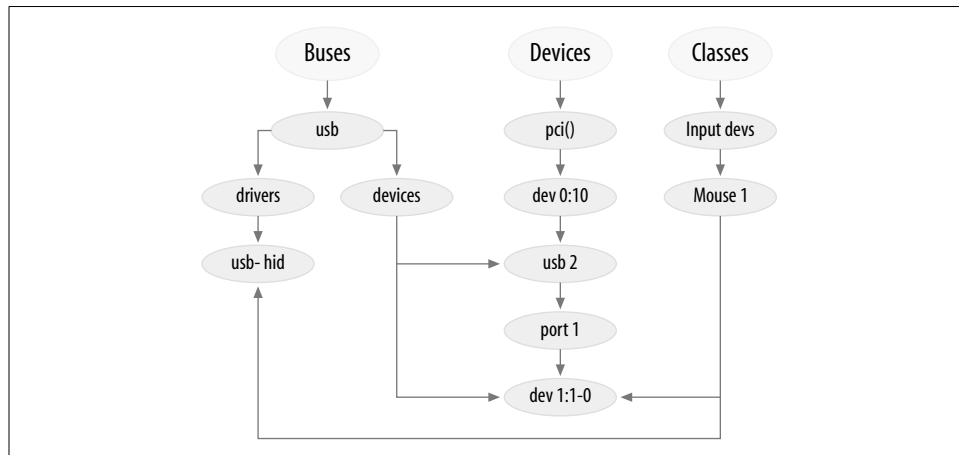 Buses
Devices
Classes
usb
pci()
Input devs
drivers
devices
dev 0:10
Mouse 1
usb- hid
usb 2
port 1
dev 1:1-0